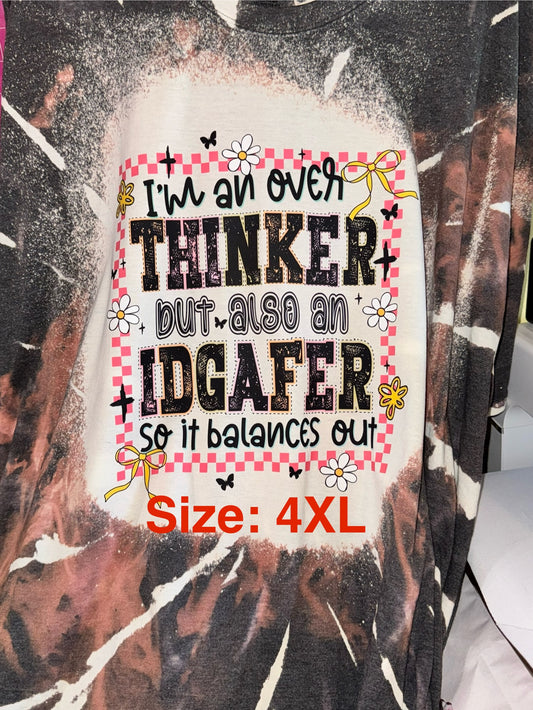 I'm an over
THINKER
but also an
IDGAFER
so it balances out
Size: 4XL